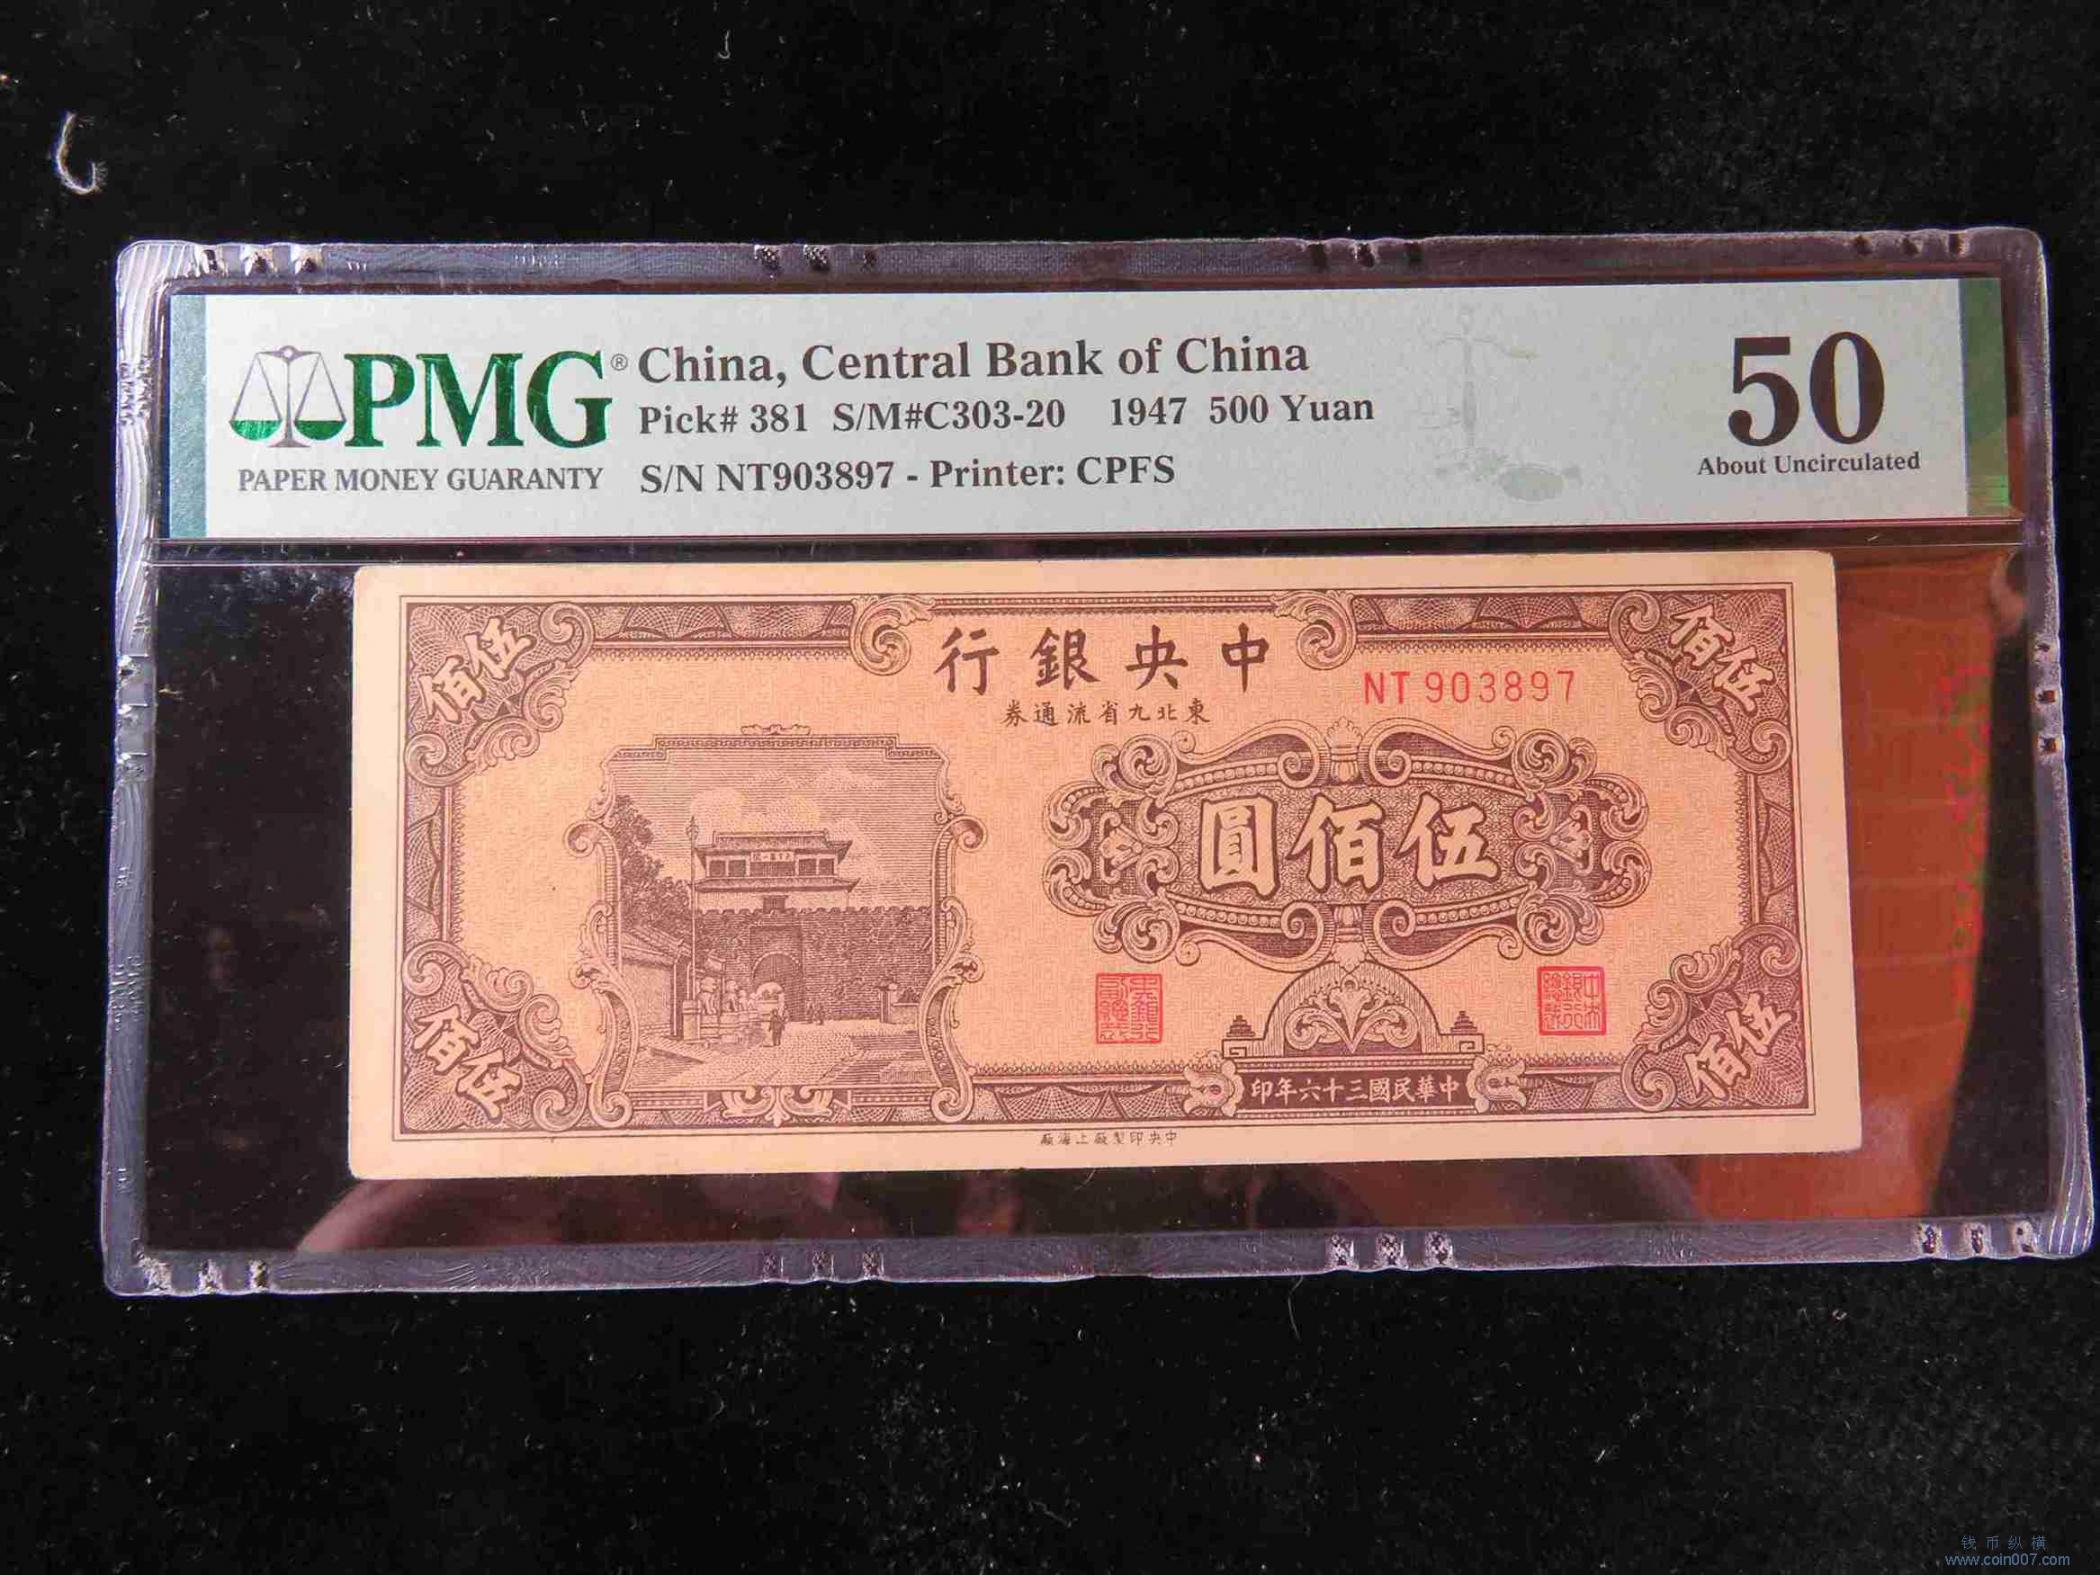 PMG®
PAPER MONEY GUARANTY
China, Central Bank of China
Pick# 381 S/M#C303-20 1947 500 Yuan
S/N NT903897 - Printer: CPFS
50
About Uncirculated
伍佰
伍佰
中央銀行
NT 903897
東北九省流通券
伍佰圓
伍佰
伍佰
中華民國三十六年印
中央印製廠上海廠
钱币纵横
www.coin007.com